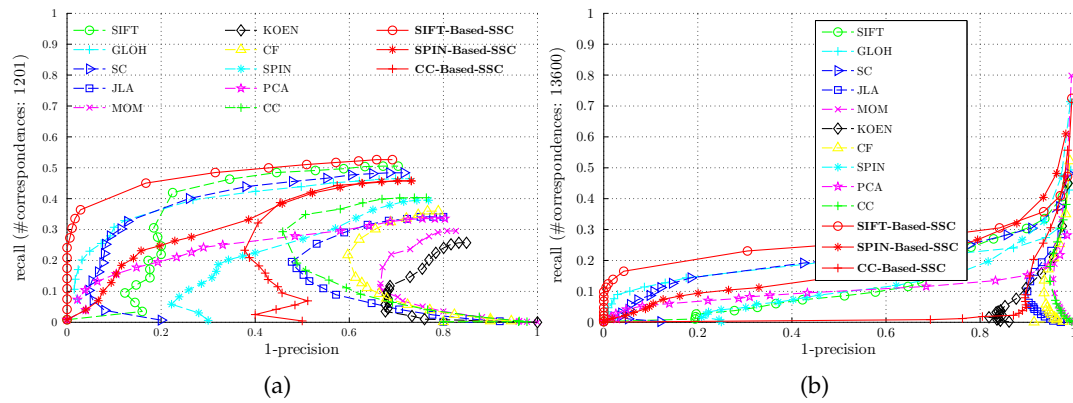 SIFT
GLOH
SC
JLA
MOM
KOEN
CF
SPIN
PCA
CC
SIFT-Based-SSC
SPIN-Based-SSC
CC-Based-SSC
1
0.9
0.8
0.7
0.6
0.5
0.4
0.3
0.2
0.1
0
0 0.2 0.4 0.6 0.8 1
recall (#correspondences: 1201)
1-precision
(a)
SIFT
GLOH
SC
JLA
MOM
KOEN
CF
SPIN
PCA
CC
SIFT-Based-SSC
SPIN-Based-SSC
CC-Based-SSC
1
0.9
0.8
0.7
0.6
0.5
0.4
0.3
0.2
0.1
0
0 0.2 0.4 0.6 0.8 1
recall (#correspondences: 13600)
1-precision
(b)